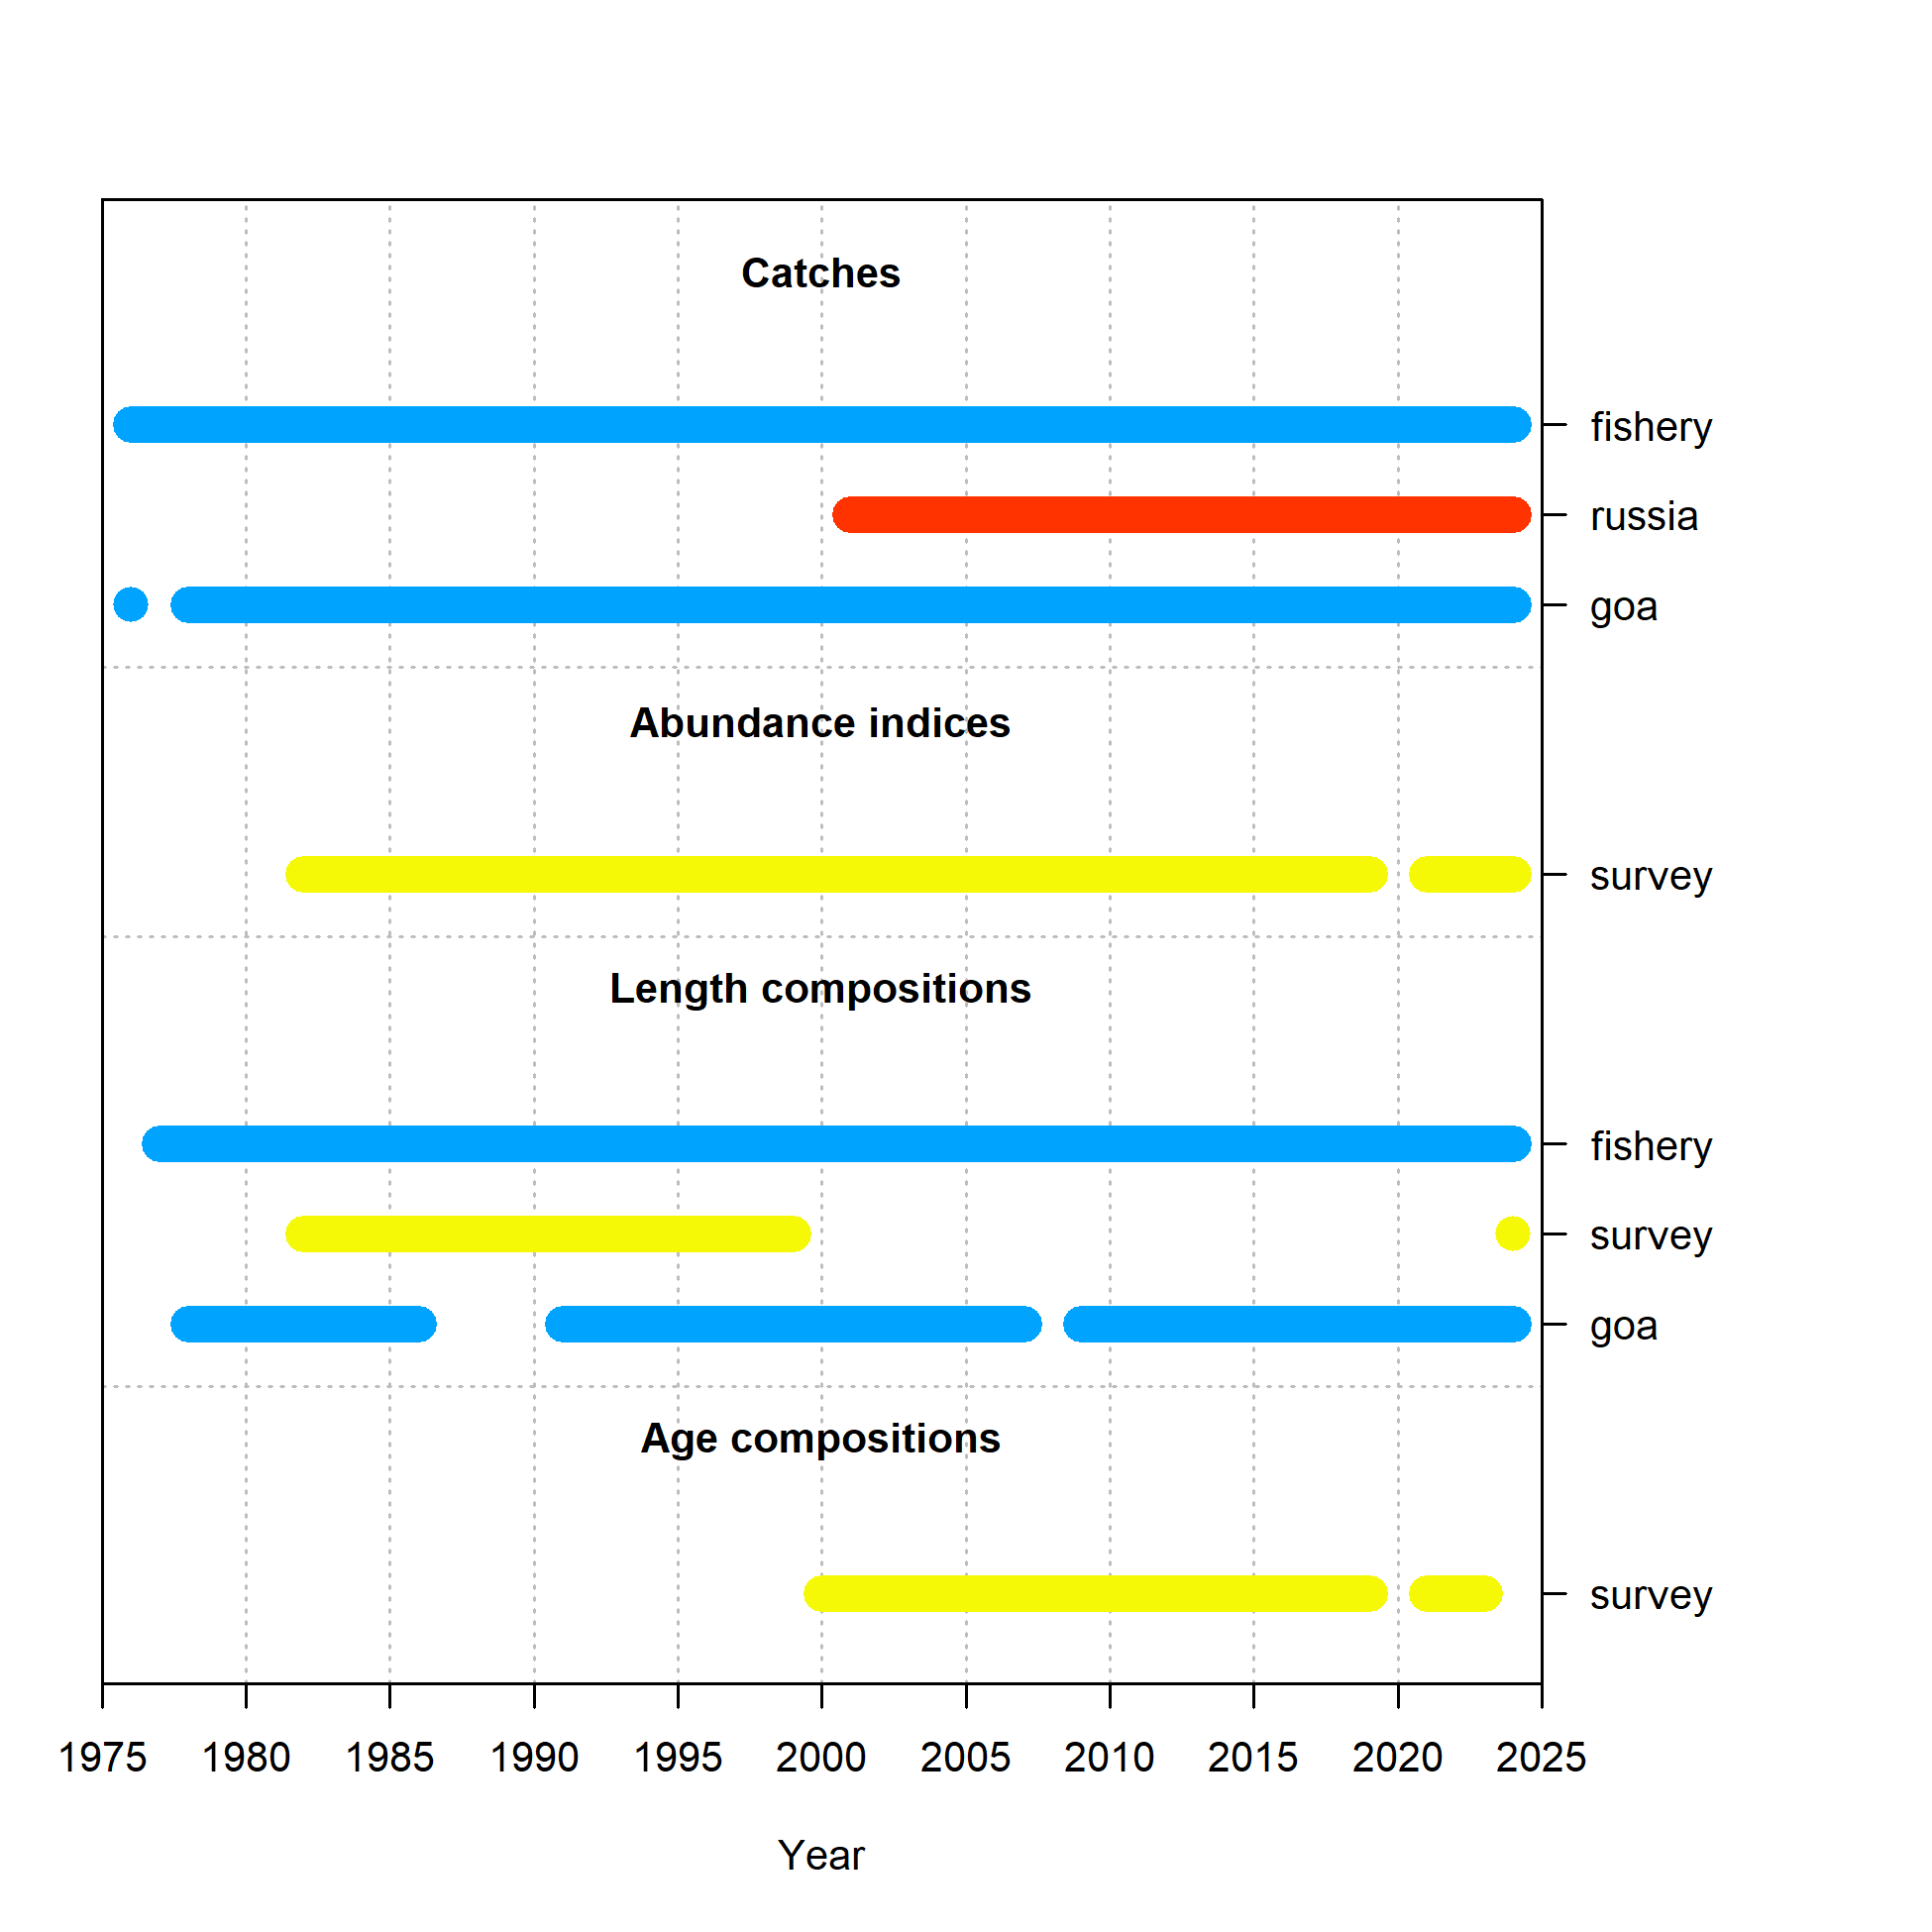 Catches
fishery
russia
goa
Abundance indices
survey
Length compositions
fishery
survey
goa
Age compositions
survey
1975 1980 1985 1990 1995 2000 2005 2010 2015 2020 2025
Year